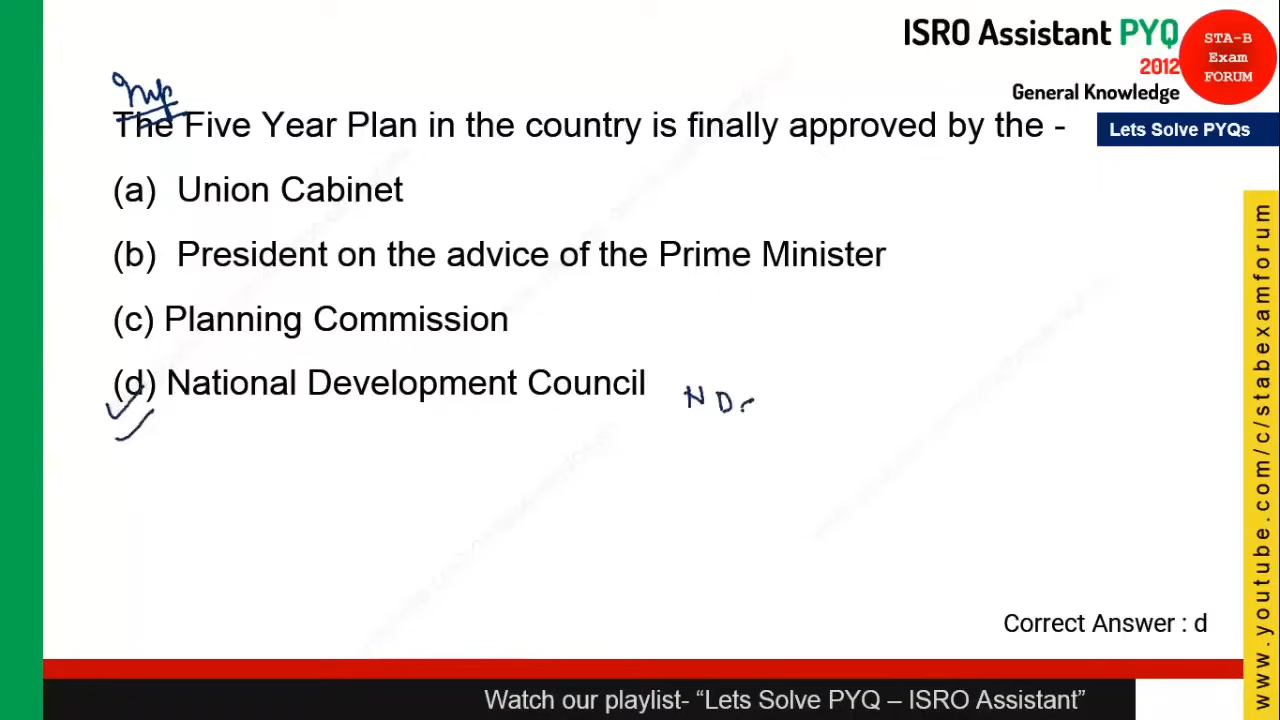 ISRO Assistant PYQ
2012
General Knowledge
STA-B
Exam
FORUM
Lets Solve PYQs
Imp
The Five Year Plan in the country is finally approved by the -
(a) Union Cabinet
(b) President on the advice of the Prime Minister
(c) Planning Commission
(d) National Development Council
N D
Correct Answer : d
Watch our playlist- “Lets Solve PYQ – ISRO Assistant”
www.youtube.com/c/stabexamforum